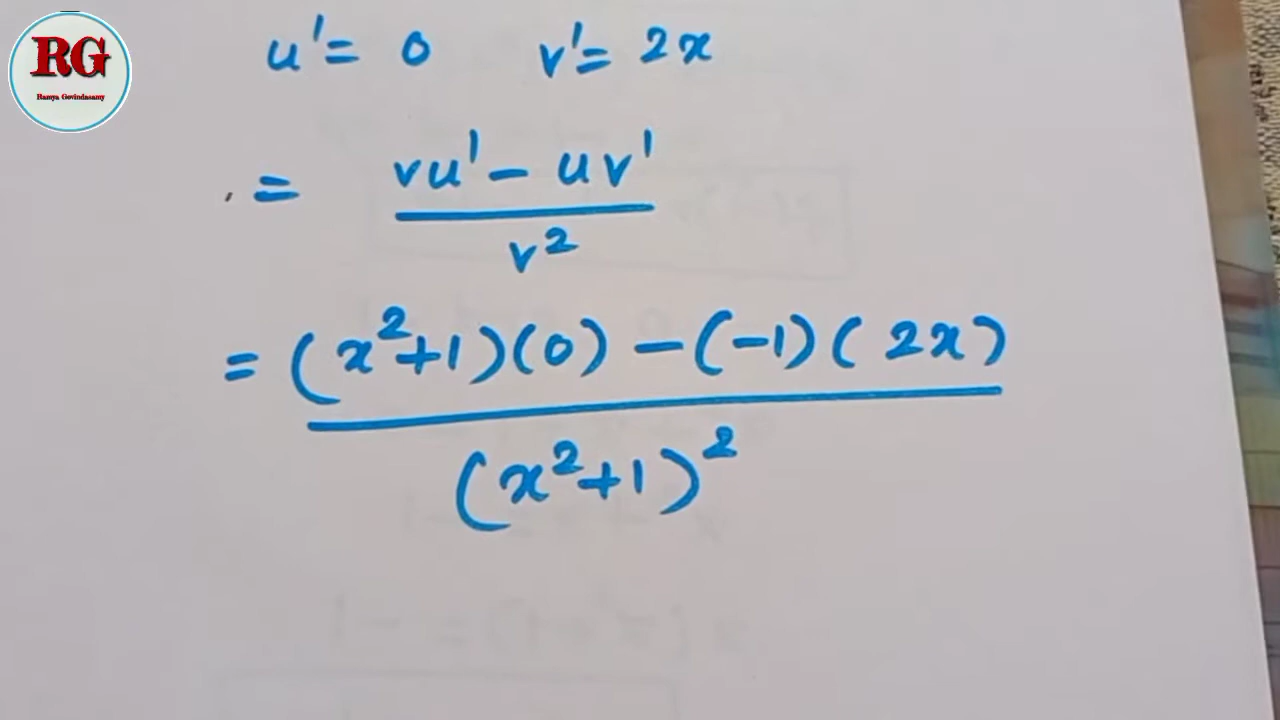 RG
Ramya Govindasamy
u' = 0 v' = 2x
= vu' - uv'
v²
= (x²+1)(0) - (-1)(2x)
(x²+1)²